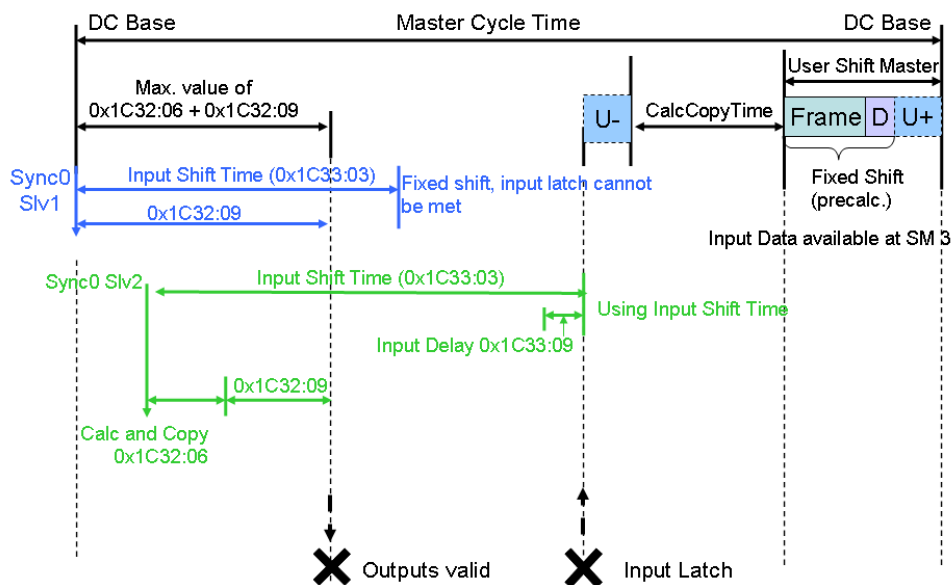 DC Base
Master Cycle Time
DC Base
User Shift Master
Max. value of
0x1C32:06 + 0x1C32:09
U-
CalcCopyTime
Frame
D
U+
Sync0
Slv1
Input Shift Time (0x1C33:03)
Fixed shift, input latch cannot
be met
0x1C32:09
Fixed Shift
(precalc.)
Input Data available at SM 3
Sync0 Slv2
Input Shift Time (0x1C33:03)
Using Input Shift Time
Input Delay 0x1C33:09
0x1C32:09
Calc and Copy
0x1C32:06
Outputs valid
Input Latch